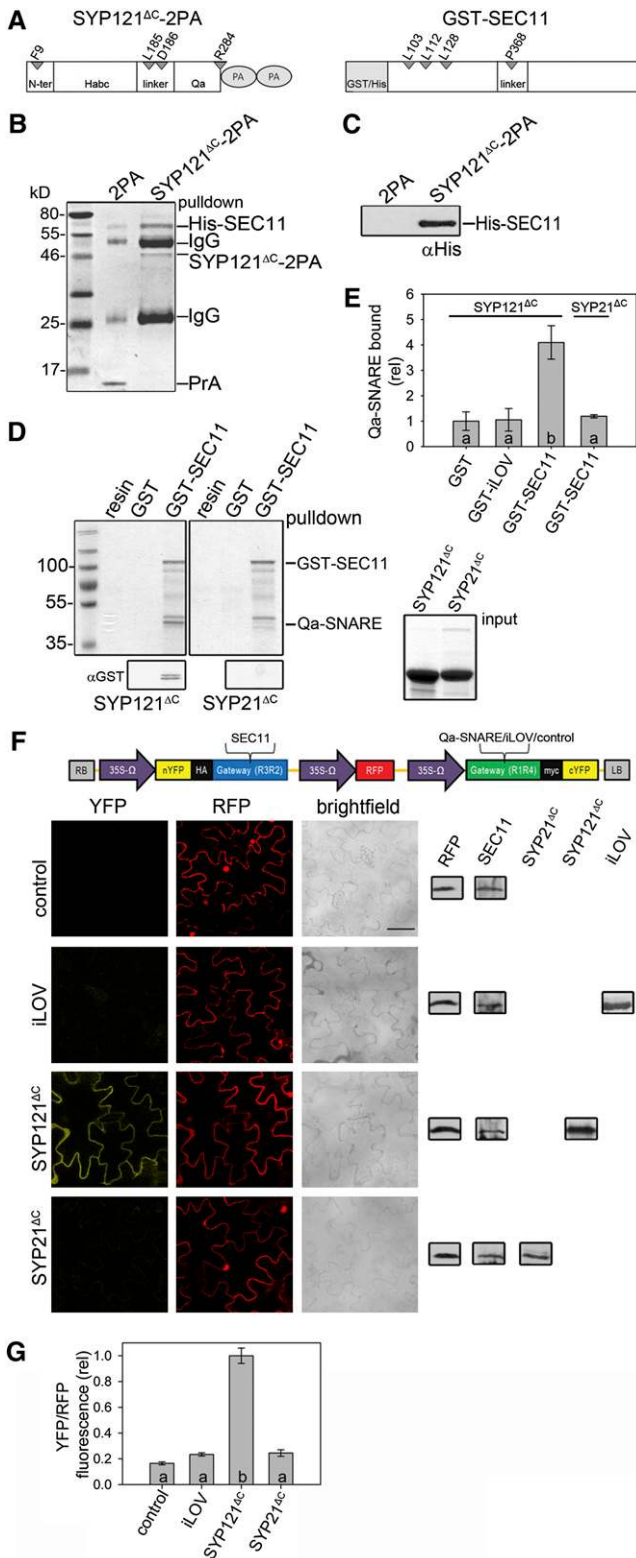 A
SYP121ΔC-2PA
GST-SEC11
F9
L185
D186
R284
N-ter
Habc
linker
Qa
PA
PA
L103
L112
L128
P368
GST/His
linker
B
kD
2PA
SYP121ΔC-2PA
pulldown
80-
55-
46-
25-
17-
His-SEC11
IgG
SYP121ΔC-2PA
IgG
PrA
C
2PA
SYP121ΔC-2PA
His-SEC11
αHis
E
SYP121ΔC
SYP21ΔC
Qa-SNARE bound
(rel)
6
5
4
3
2
1
0
a
a
b
a
GST
GST-iLOV
GST-SEC11
GST-SEC11
D
resin
GST
GST-SEC11
resin
GST
GST-SEC11
pulldown
100-
55-
35-
GST-SEC11
Qa-SNARE
αGST
SYP121ΔC
SYP21ΔC
SYP121ΔC
SYP21ΔC
input
F
SEC11
Qa-SNARE/iLOV/control
RB
35S-Ω
nYFP
HA
Gateway (R3R2)
35S-Ω
RFP
35S-Ω
Gateway (R1R4)
myc
cYFP
LB
YFP
RFP
brightfield
RFP
SEC11
SYP21ΔC
SYP121ΔC
iLOV
control
iLOV
SYP121ΔC
SYP21ΔC
G
YFP/RFP
fluorescence (rel)
1.0
0.8
0.6
0.4
0.2
0.0
a
a
b
a
control
iLOV
SYP121ΔC
SYP21ΔC